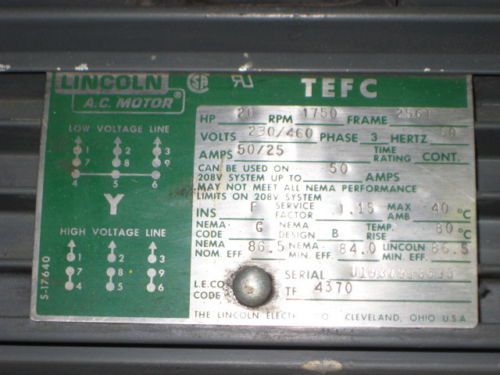 LINCOLN
A.C. MOTOR
TEFC
HP 20 RPM 1750 FRAME 256T
VOLTS 230/460 PHASE 3 HERTZ 60
AMPS 50/25 TIME RATING CONT.
CAN BE USED ON 208V SYSTEM UP TO 50 AMPS
MAY NOT MEET ALL NEMA PERFORMANCE
LIMITS ON 208V SYSTEM
INS F SERVICE FACTOR 1.15 MAX AMB 40 °C
NEMA CODE G NEMA DESIGN B TEMP. RISE 80 °C
NEMA NOM EFF 86.5 NEMA MIN. EFF. 84.0 LINCOLN MIN. EFF. 86.5
SERIAL
L.E.CO CODE TF 4370
THE LINCOLN CLEVELAND, OHIO U.S.A.
LOW VOLTAGE LINE
1 2 3
7 8 9
4 5 6
Y
HIGH VOLTAGE LINE
1 2 3
7 8 9
4 5 6
S-17640